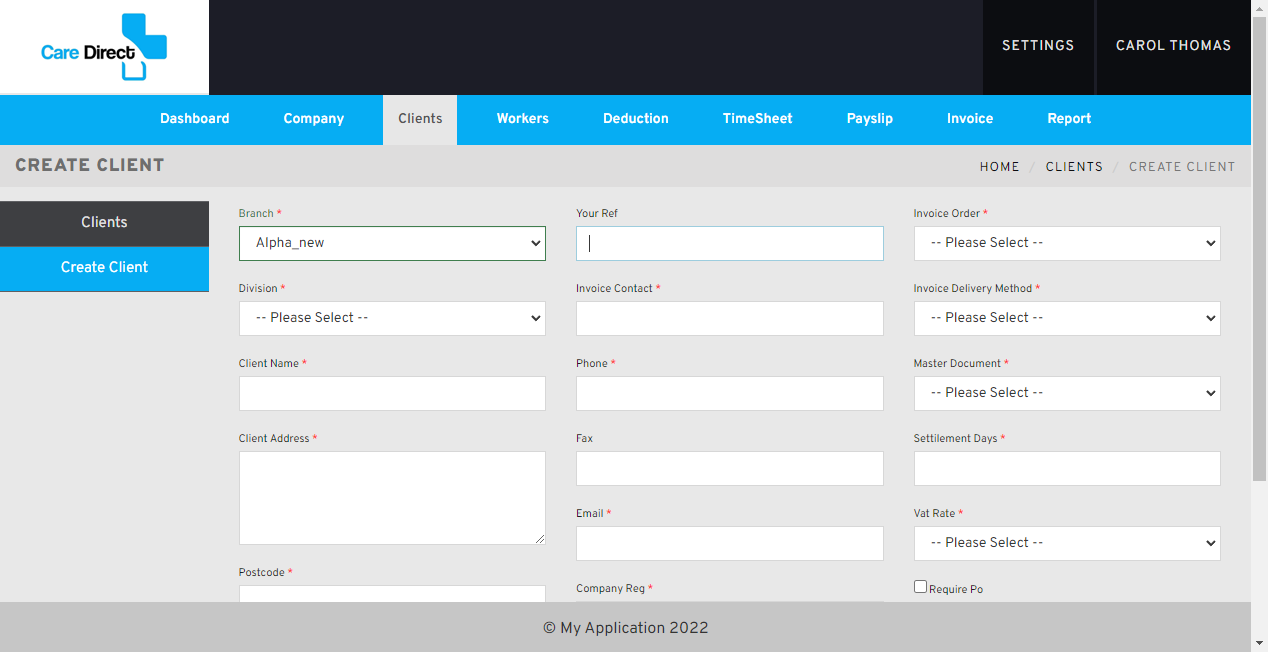 Care Direct
SETTINGS
CAROL THOMAS
Dashboard
Company
Clients
Workers
Deduction
TimeSheet
Payslip
Invoice
Report
CREATE CLIENT
HOME / CLIENTS / CREATE CLIENT
Clients
Create Client
Branch *
Alpha_new
Division *
-- Please Select --
Client Name *
Client Address *
Postcode *
Your Ref
Invoice Contact *
Phone *
Fax
Email *
Company Reg *
Invoice Order *
-- Please Select --
Invoice Delivery Method *
-- Please Select --
Master Document *
-- Please Select --
Settilement Days *
Vat Rate *
-- Please Select --
Require Po
© My Application 2022